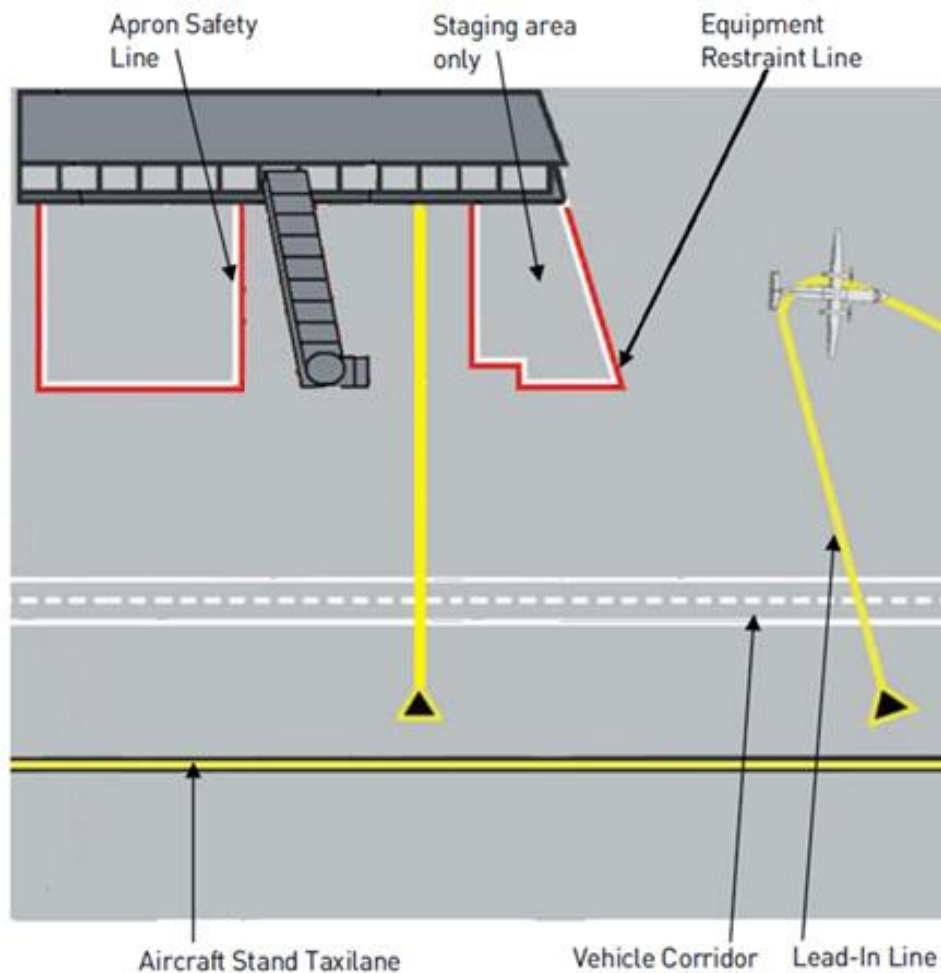 Apron Safety
Line
Staging area
only
Equipment
Restraint Line
Aircraft Stand Taxilane
Vehicle Corridor
Lead-In Line